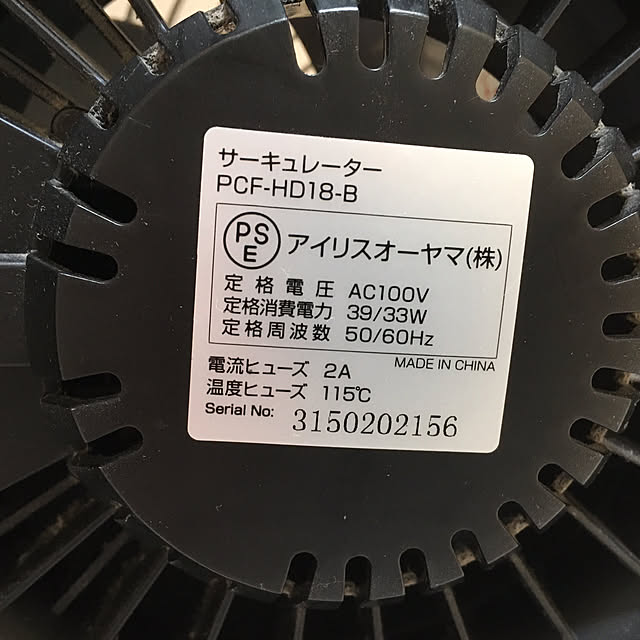 サーキュレーター
PCF-HD18-B
PSE アイリスオーヤマ(株)
定格電圧 AC100V
定格消費電力 39/33W
定格周波数 50/60Hz
MADE IN CHINA
電流ヒューズ 2A
温度ヒューズ 115℃
Serial No: 3150202156